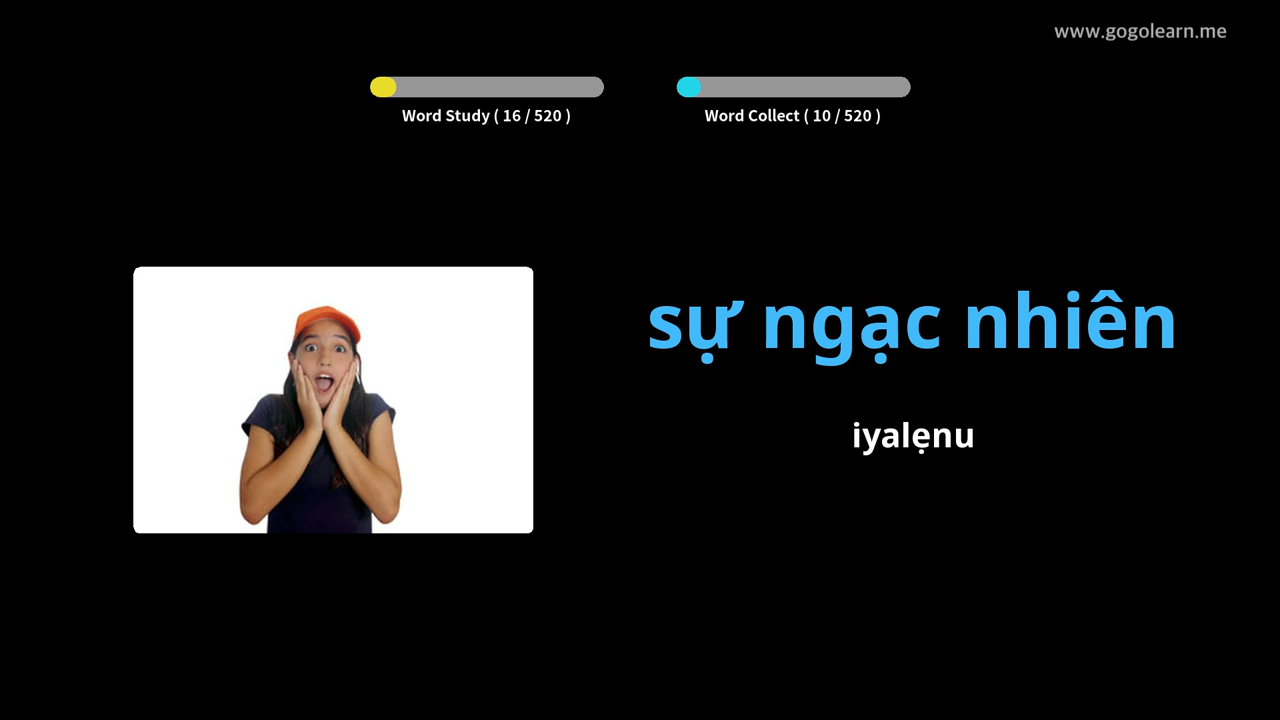 www.gogolearn.me
Word Study ( 16 / 520 )
Word Collect ( 10 / 520 )
sự ngạc nhiên
iyalẹnu